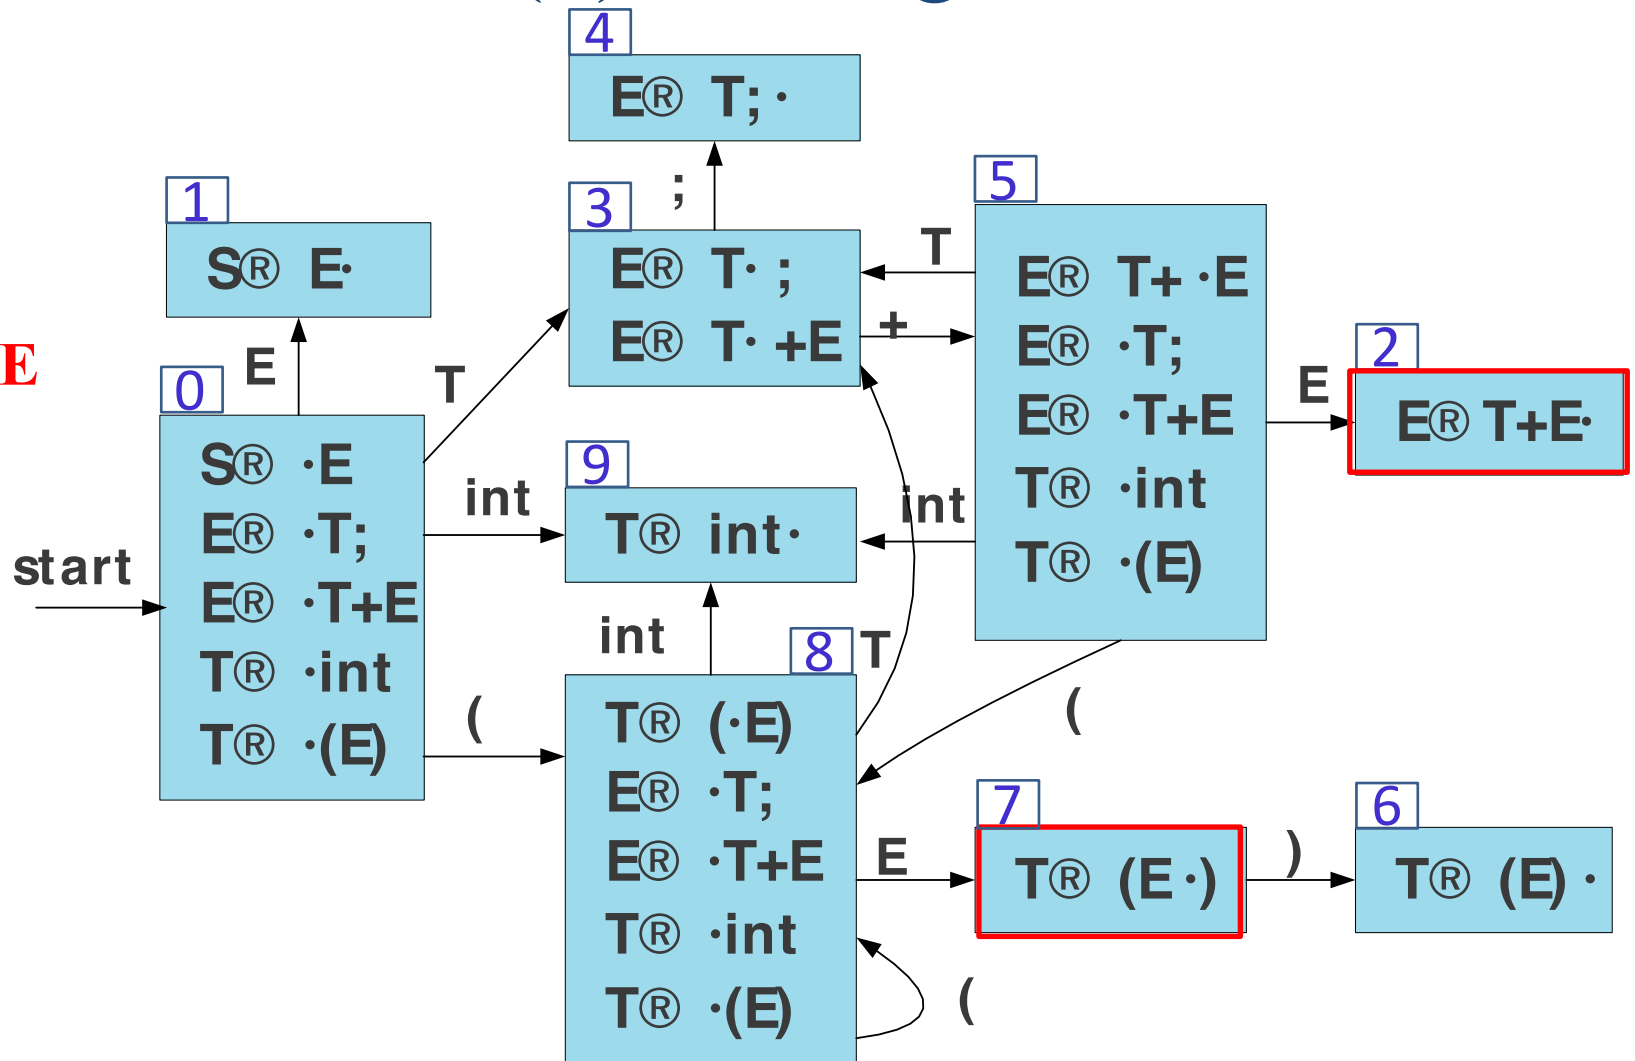 4
E® T; ·
1
S® E·
;
3
E® T· ;
E® T· +E
T
+
5
E® T+ ·E
E® ·T;
E® ·T+E
T® ·int
T® ·(E)
E
2
E® T+E·
E
E
T
0
S® ·E
E® ·T;
E® ·T+E
T® ·int
T® ·(E)
start
int
9
T® int·
int
int
(
8
T
T® (·E)
E® ·T;
E® ·T+E
T® ·int
T® ·(E)
(
E
7
T® (E·)
)
6
T® (E) ·
(